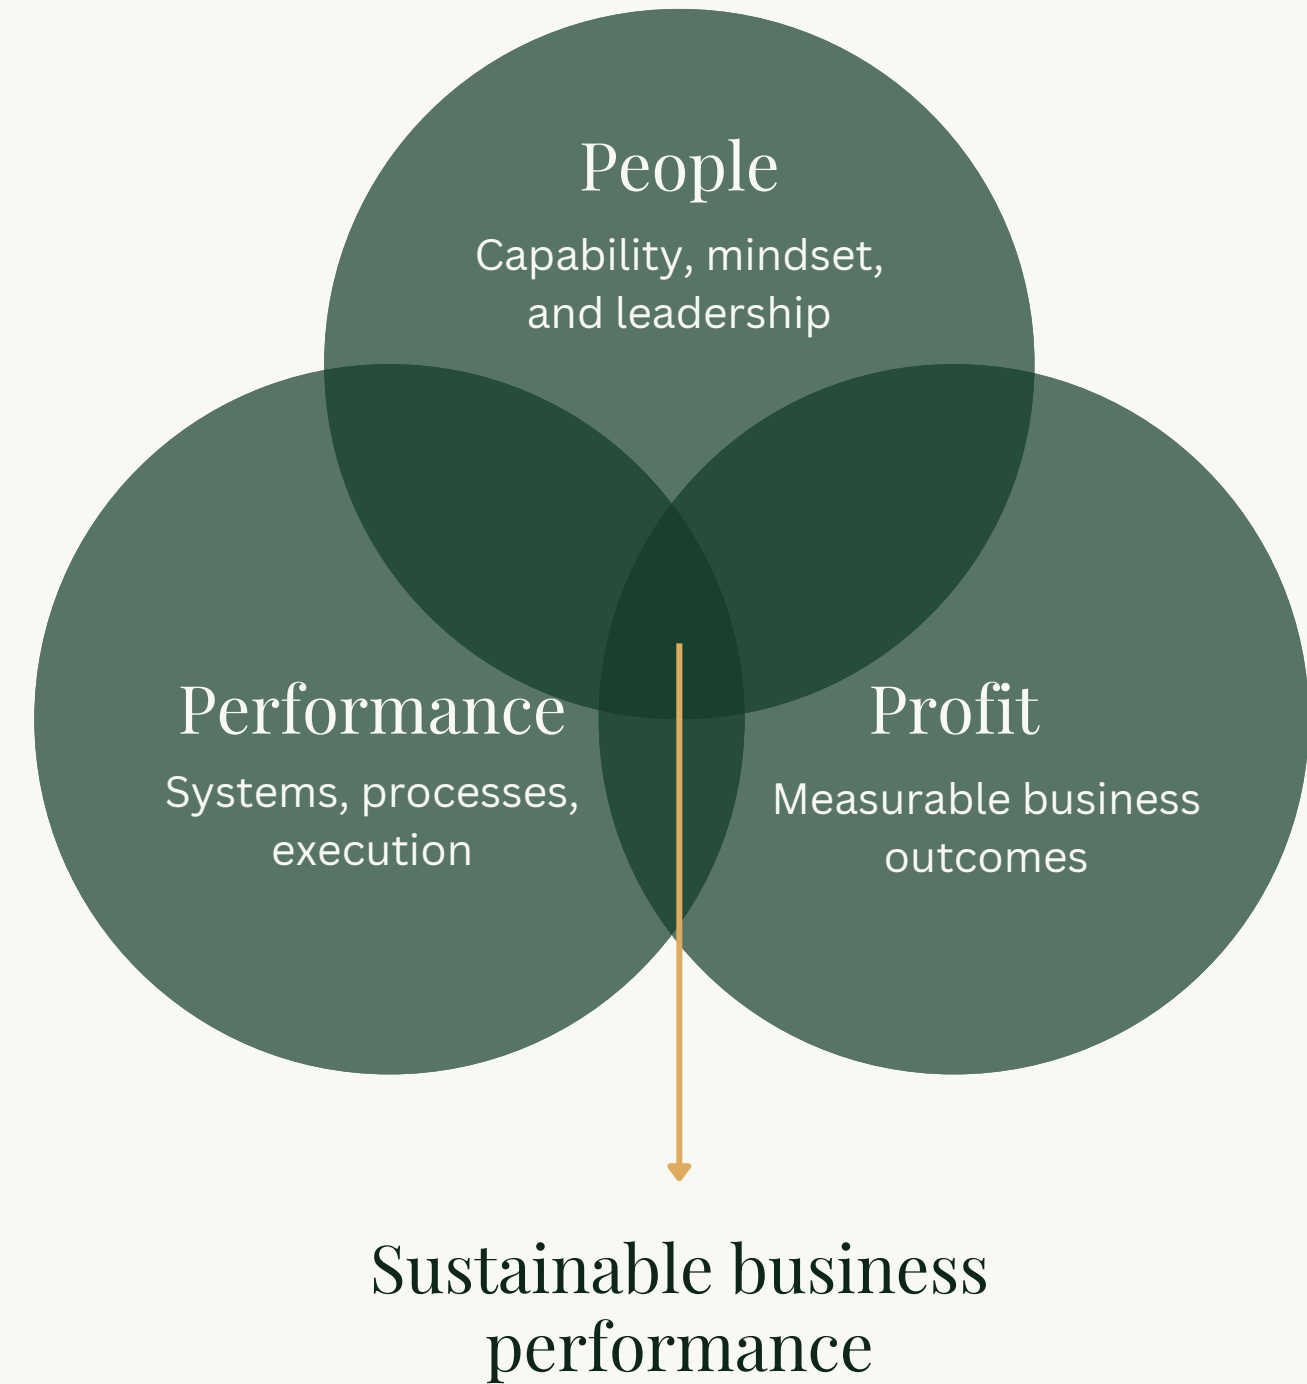 People
Capability, mindset,
and leadership
Performance
Systems, processes,
execution
Profit
Measurable business
outcomes
Sustainable business
performance